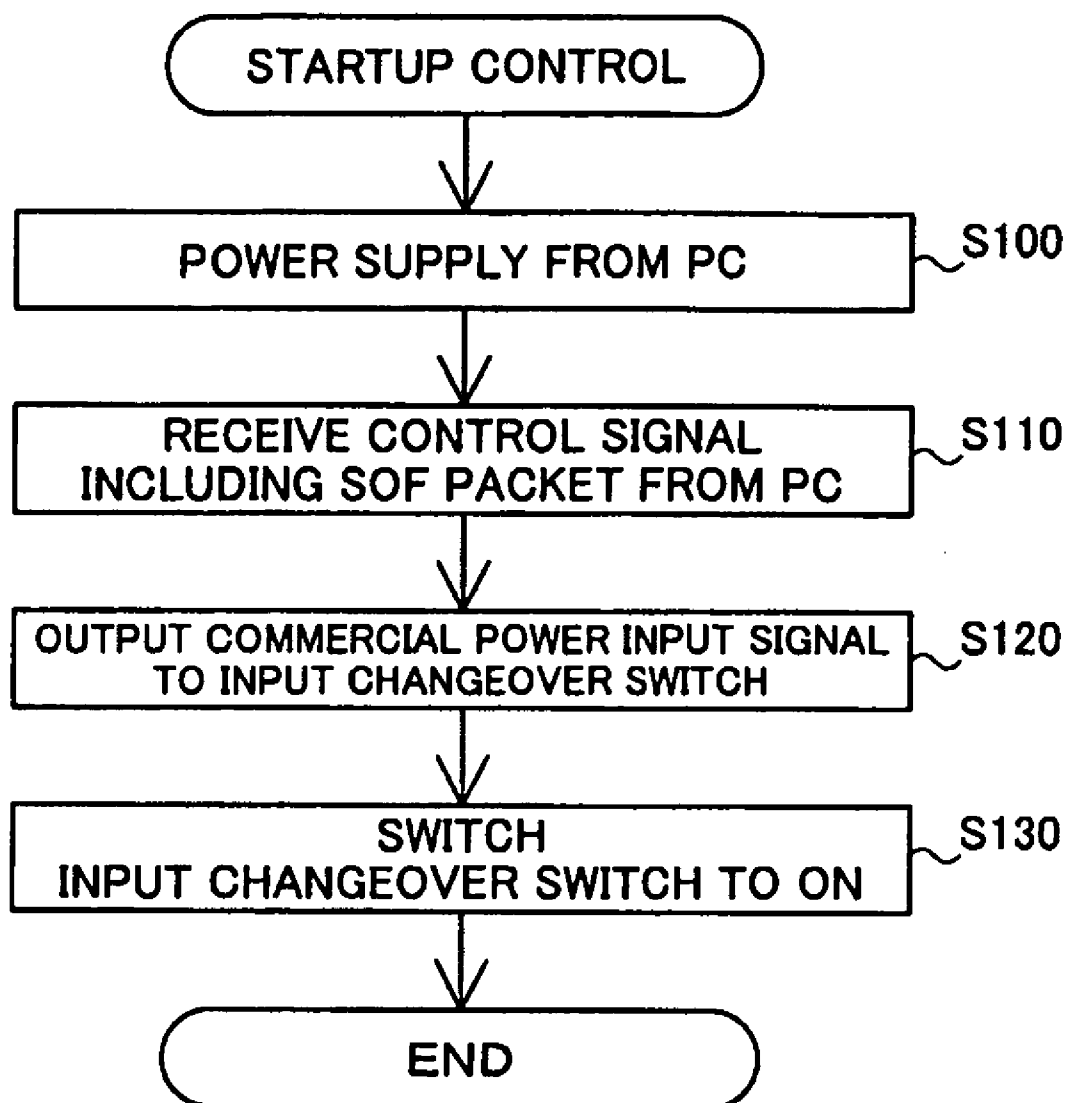 STARTUP CONTROL
POWER SUPPLY FROM PC
S100
RECEIVE CONTROL SIGNAL
INCLUDING SOF PACKET FROM PC
S110
OUTPUT COMMERCIAL POWER INPUT SIGNAL
TO INPUT CHANGEOVER SWITCH
S120
SWITCH
INPUT CHANGEOVER SWITCH TO ON
S130
END